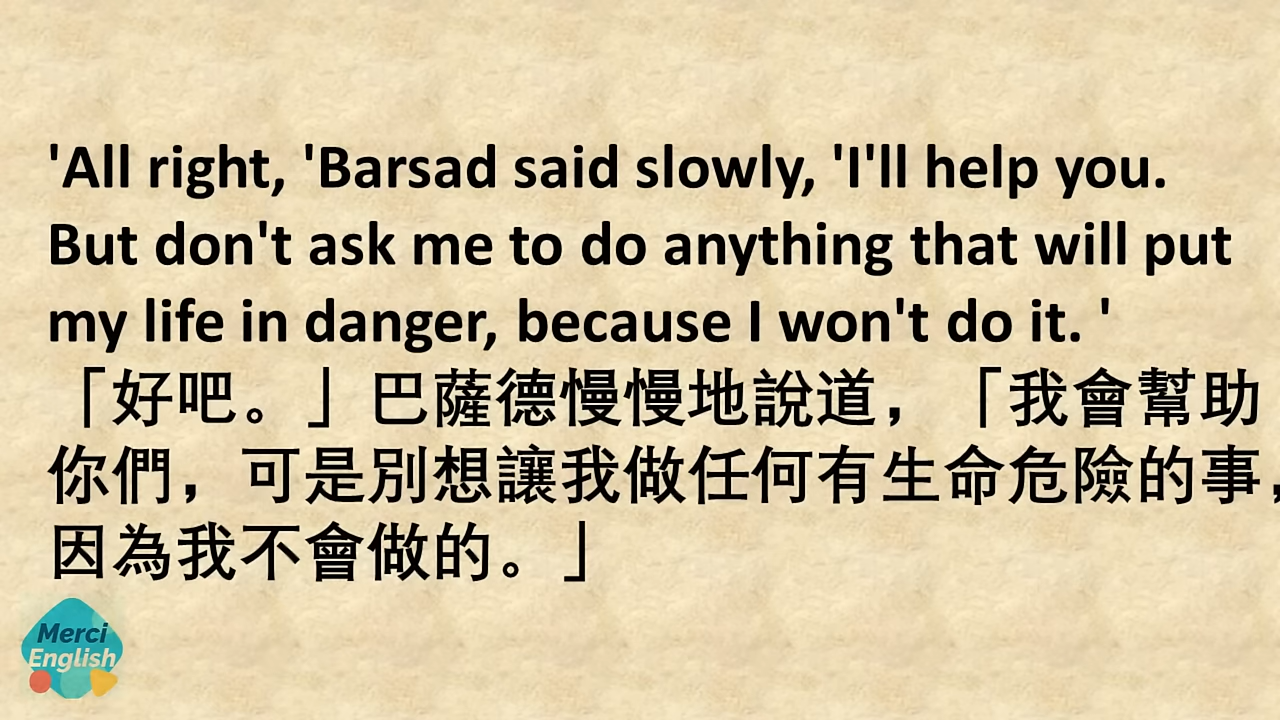 'All right, 'Barsad said slowly, 'I'll help you.
But don't ask me to do anything that will put
my life in danger, because I won't do it. '
「好吧。」巴薩德慢慢地說道，「我會幫助
你們，可是別想讓我做任何有生命危險的事，
因為我不會做的。」
Merci
English